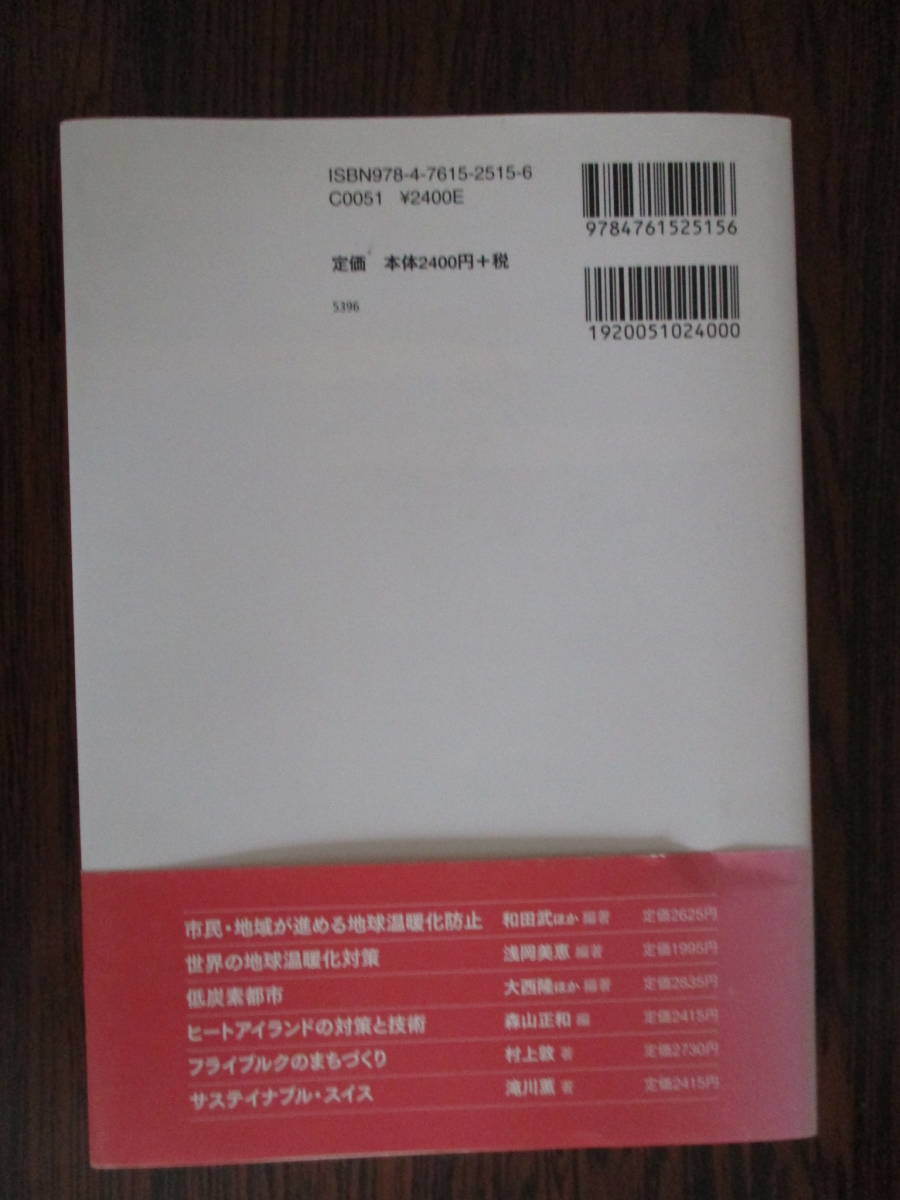 ISBN978-4-7615-2515-6
C0051 ¥2400E
9784761525156
定価 本体2400円+税
5396
1920051024000
市民・地域が進める地球温暖化防止 和田武ほか 編著 定価2625円
世界の地球温暖化対策 浅岡美恵 編著 定価1995円
低炭素都市 大西隆ほか 編著 定価2835円
ヒートアイランドの対策と技術 森山正和 編 定価2415円
フライブルクのまちづくり 村上敦 著 定価2730円
サステイナブル・スイス 滝川薫 著 定価2415円